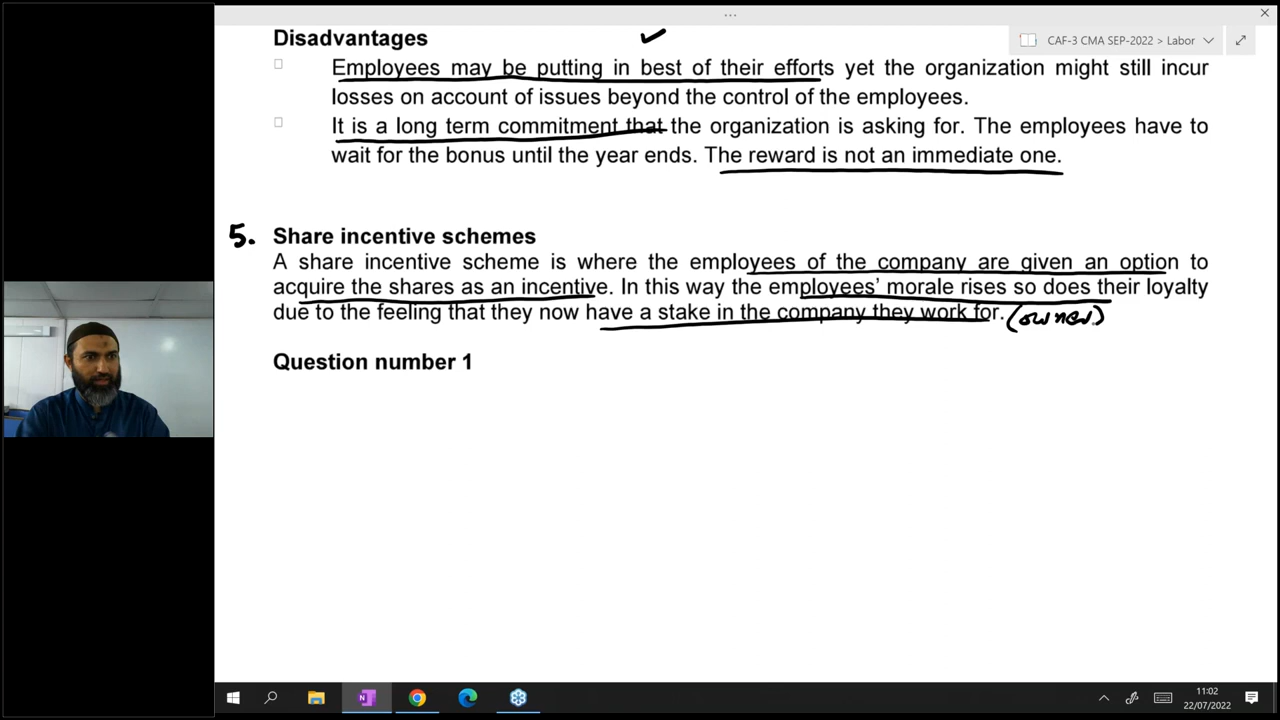 CAF-3 CMA SEP-2022 > Labor
Disadvantages
Employees may be putting in best of their efforts yet the organization might still incur
losses on account of issues beyond the control of the employees.
It is a long term commitment that the organization is asking for. The employees have to
wait for the bonus until the year ends. The reward is not an immediate one.
5. Share incentive schemes
A share incentive scheme is where the employees of the company are given an option to
acquire the shares as an incentive. In this way the employees' morale rises so does their loyalty
due to the feeling that they now have a stake in the company they work for. (owner)
Question number 1
11:02
22/07/2022